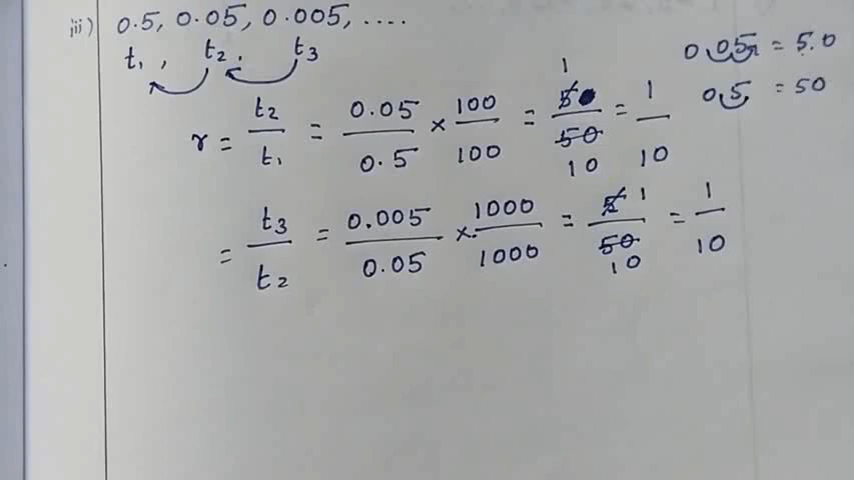 iii) 0.5, 0.05, 0.005, ....
t₁, t₂. t₃
0.05 = 5.0
0.5 = 50
r = t₂/t₁ = 0.05/0.5 × 100/100 = 5/50 = 1/10
1
10
= t₃/t₂ = 0.005/0.05 × 1000/1000 = 5/50 = 1/10
1
10